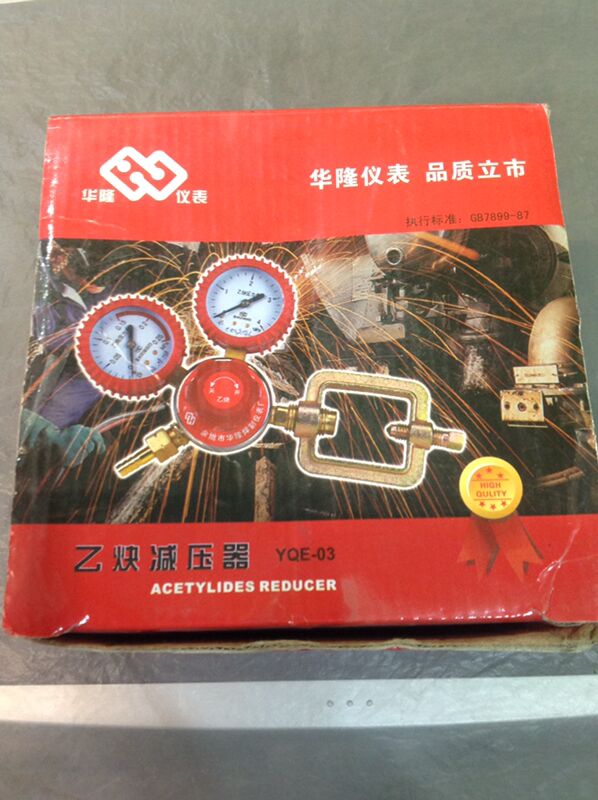 华隆 仪表
华隆仪表 品质立市
执行标准: GB7899-87
乙炔
HIGH
QULITY
乙炔减压器 YQE-03
ACETYLIDES REDUCER